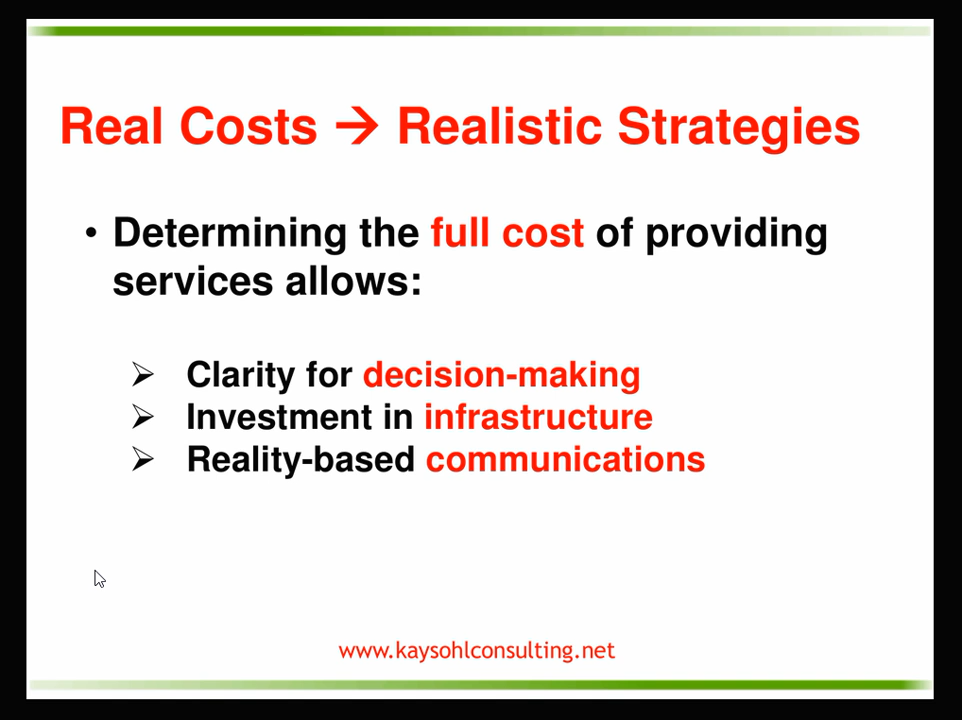 Real Costs → Realistic Strategies
• Determining the full cost of providing
services allows:
➢ Clarity for decision-making
➢ Investment in infrastructure
➢ Reality-based communications
www.kaysohlconsulting.net